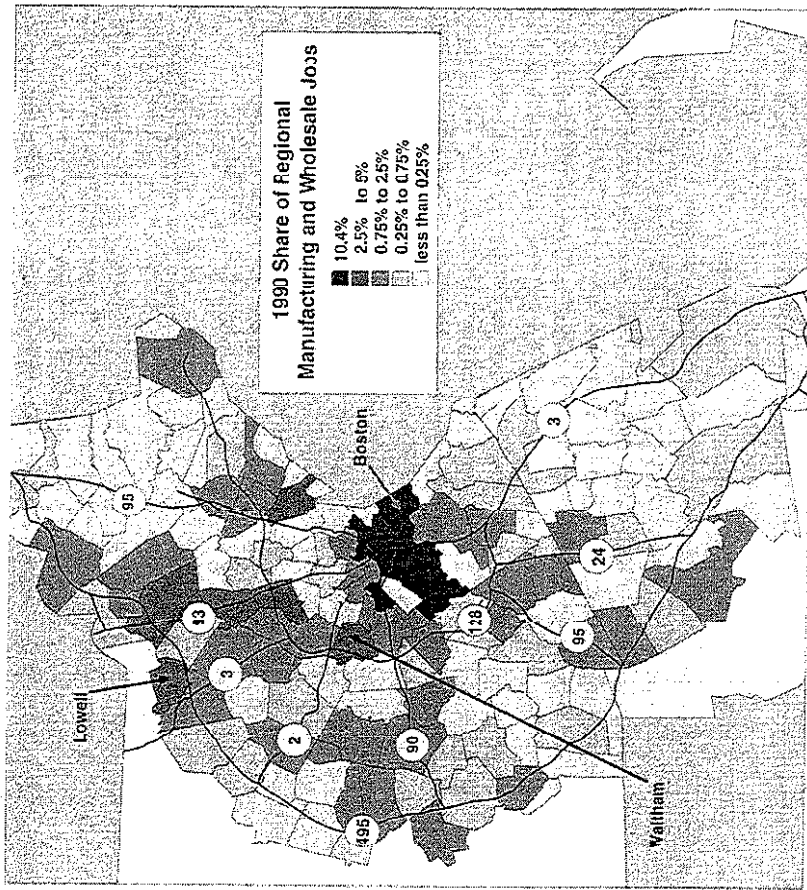 Lowell
95
93
3
1990 Share of Regional
Manufacturing and Wholesale Jobs
10.4%
2.5% to 5%
0.75% to 2.5%
0.25% to 0.75%
less than 0.25%
2
Boston
495
90
128
3
95
24
Waltham